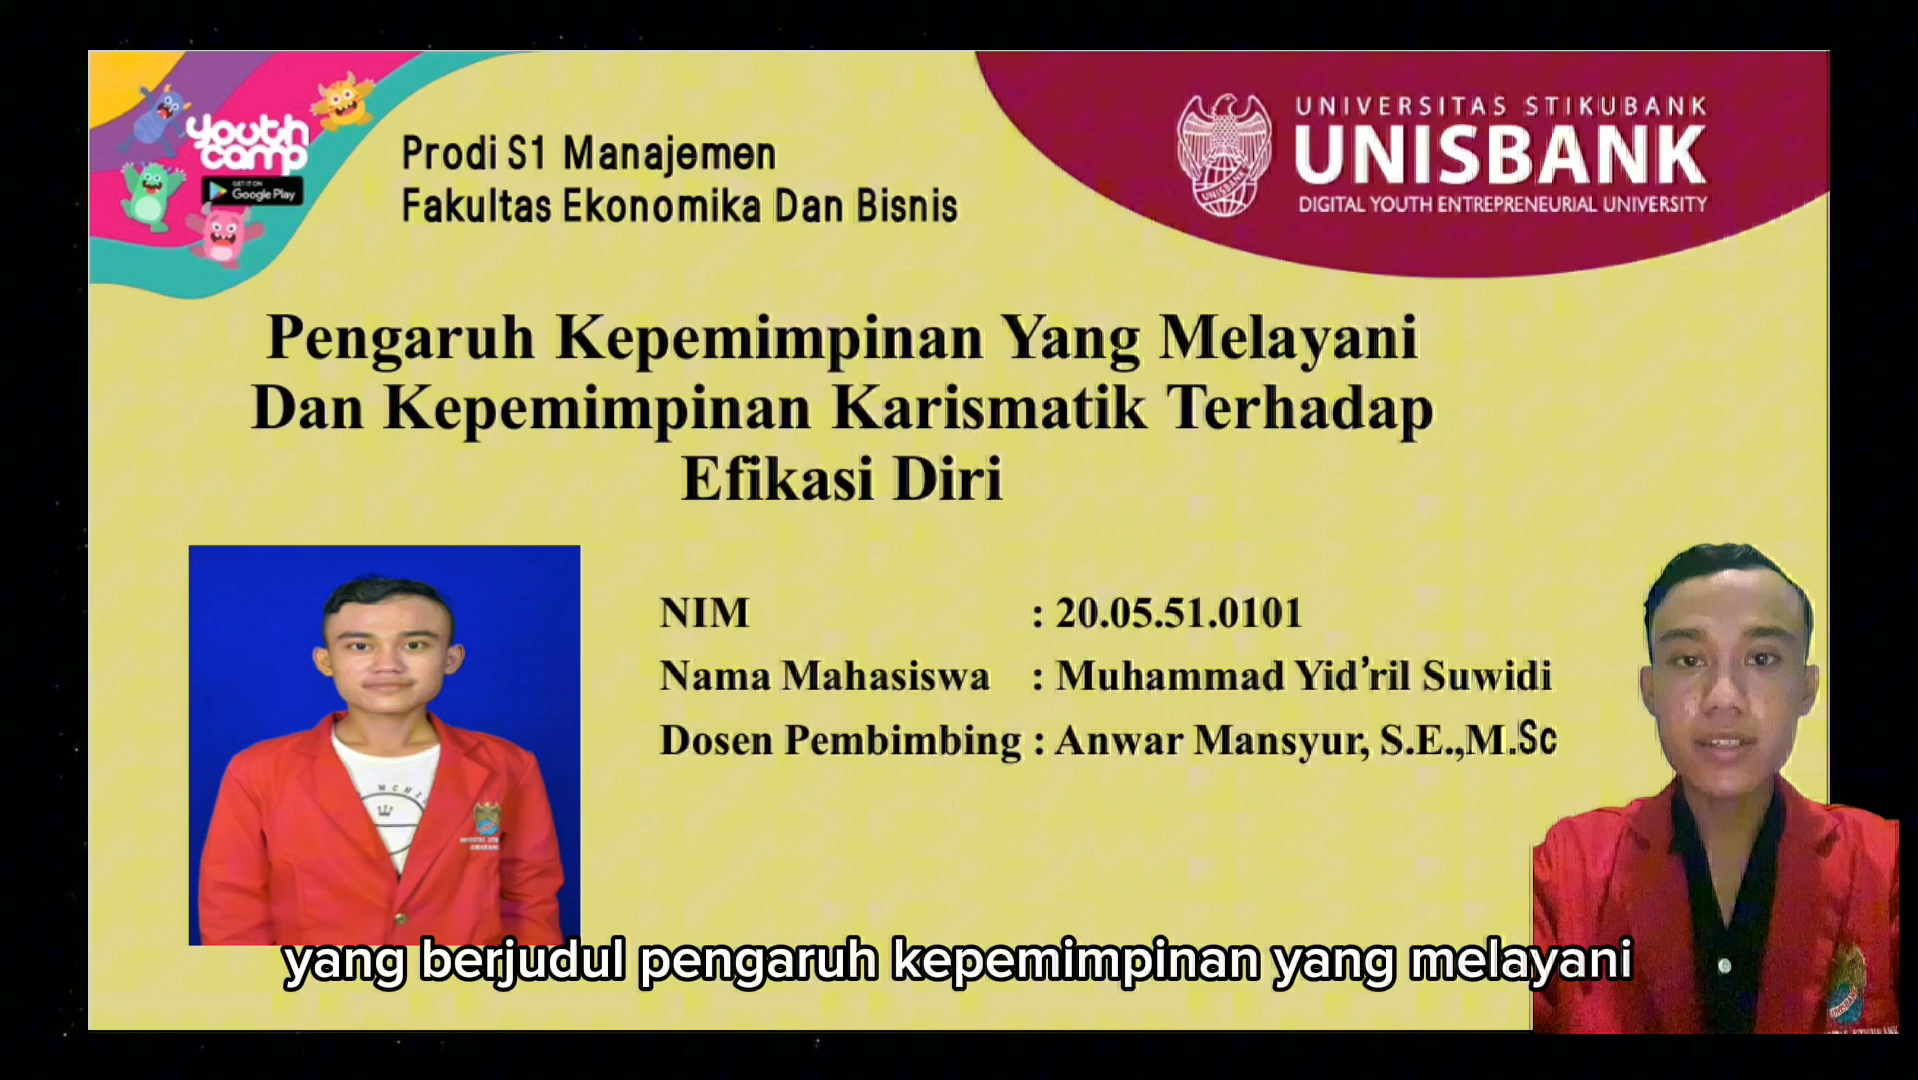 youth
camp
GET IT ON
Google Play
Prodi S1 Manajemen
Fakultas Ekonomika Dan Bisnis
UNIVERSITAS STIKUBANK
UNISBANK
DIGITAL YOUTH ENTREPRENEURIAL UNIVERSITY
UNISBANK
Pengaruh Kepemimpinan Yang Melayani
Dan Kepemimpinan Karismatik Terhadap
Efikasi Diri
NIM : 20.05.51.0101
Nama Mahasiswa : Muhammad Yid’ril Suwidi
Dosen Pembimbing : Anwar Mansyur, S.E.,M.Sc
yang berjudul pengaruh kepemimpinan yang melayani